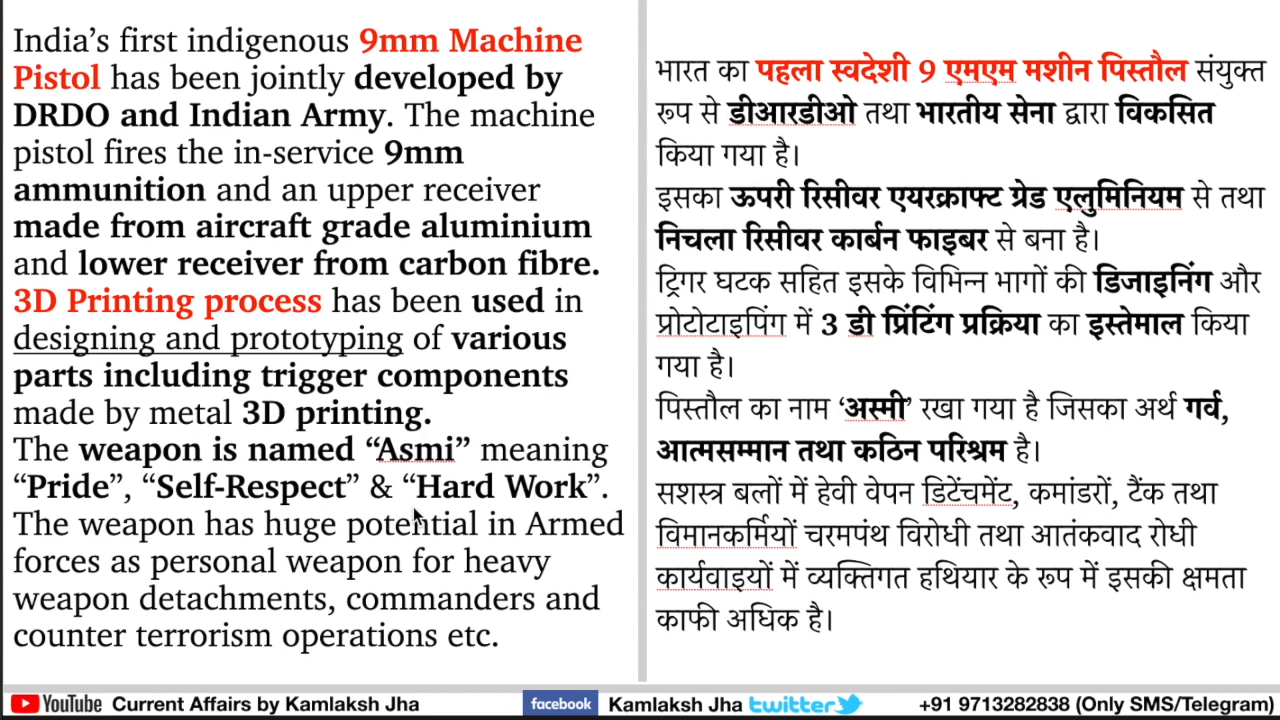 India's first indigenous 9mm Machine
Pistol has been jointly developed by
DRDO and Indian Army. The machine
pistol fires the in-service 9mm
ammunition and an upper receiver
made from aircraft grade aluminium
and lower receiver from carbon fibre.
3D Printing process has been used in
designing and prototyping of various
parts including trigger components
made by metal 3D printing.
The weapon is named “Asmi” meaning
“Pride”, “Self-Respect” & “Hard Work”.
The weapon has huge potential in Armed
forces as personal weapon for heavy
weapon detachments, commanders and
counter terrorism operations etc.
भारत का पहला स्वदेशी 9 एमएम मशीन पिस्तौल संयुक्त
रूप से डीआरडीओ तथा भारतीय सेना द्वारा विकसित
किया गया है।
इसका ऊपरी रिसीवर एयरक्राफ्ट ग्रेड एलुमिनियम से तथा
निचला रिसीवर कार्बन फाइबर से बना है।
ट्रिगर घटक सहित इसके विभिन्न भागों की डिजाइनिंग और
प्रोटोटाइपिंग में 3 डी प्रिंटिंग प्रक्रिया का इस्तेमाल किया
गया है।
पिस्तौल का नाम ‘अस्मी’ रखा गया है जिसका अर्थ गर्व,
आत्मसम्मान तथा कठिन परिश्रम है।
सशस्त्र बलों में हेवी वेपन डिटेंचमेंट, कमांडरों, टैंक तथा
विमानकर्मियों चरमपंथ विरोधी तथा आतंकवाद रोधी
कार्यवाइयों में व्यक्तिगत हथियार के रूप में इसकी क्षमता
काफी अधिक है।
YouTube Current Affairs by Kamlaksh Jha facebook Kamlaksh Jha twitter +91 9713282838 (Only SMS/Telegram)